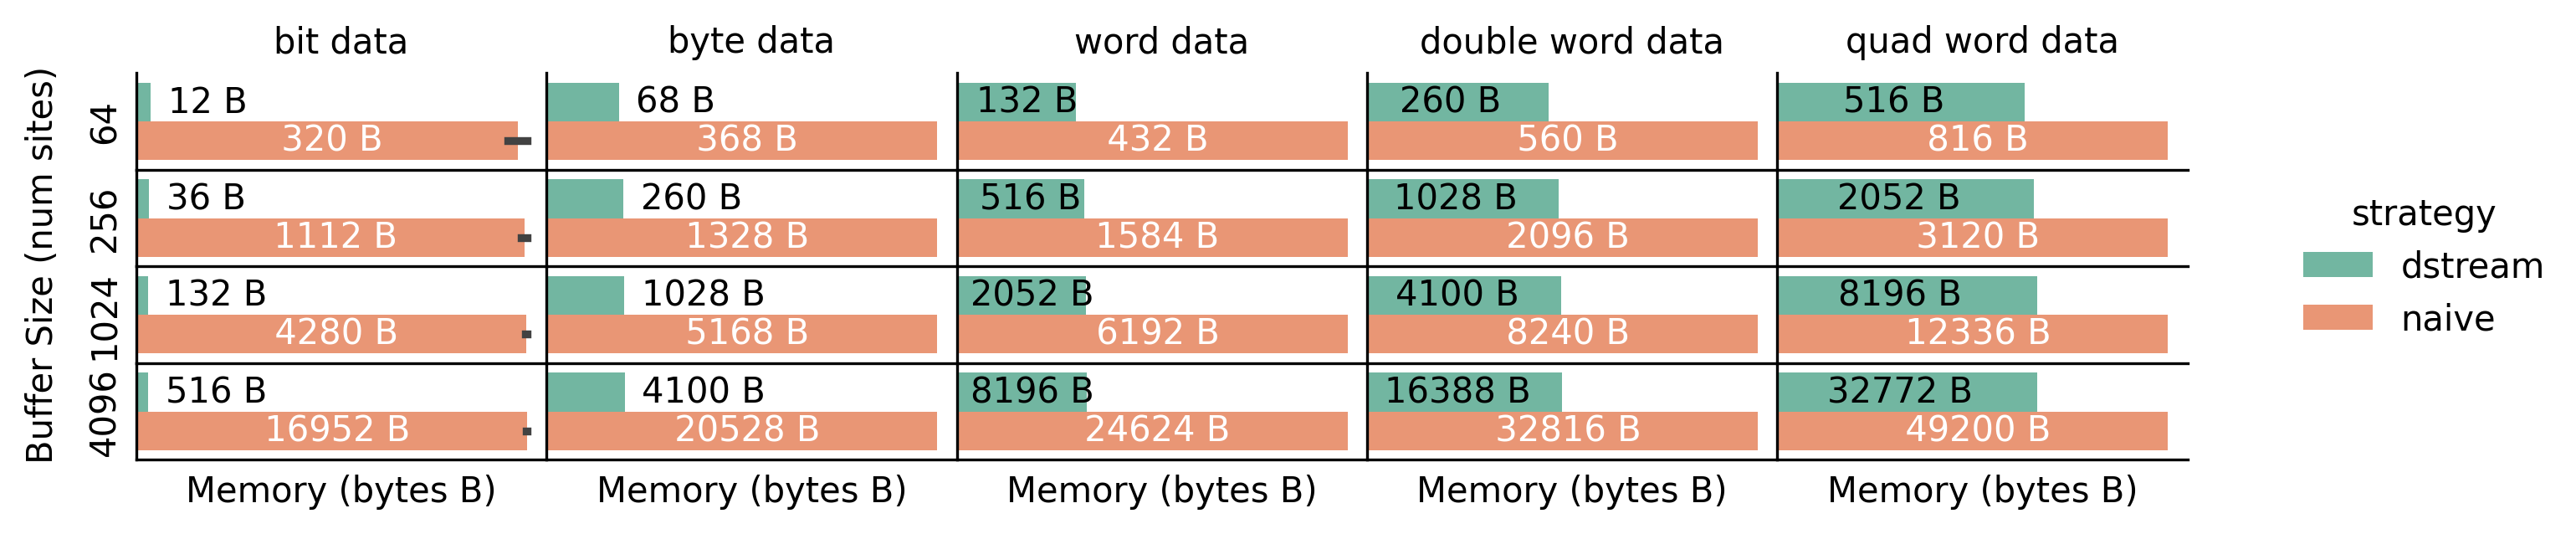 bit data
byte data
word data
double word data
quad word data
Buffer Size (num sites)
64
12 B
68 B
132 B
260 B
516 B
320 B
368 B
432 B
560 B
816 B
256
36 B
260 B
516 B
1028 B
2052 B
1112 B
1328 B
1584 B
2096 B
3120 B
1024
132 B
1028 B
2052 B
4100 B
8196 B
4280 B
5168 B
6192 B
8240 B
12336 B
4096
516 B
4100 B
8196 B
16388 B
32772 B
16952 B
20528 B
24624 B
32816 B
49200 B
Memory (bytes B)
Memory (bytes B)
Memory (bytes B)
Memory (bytes B)
Memory (bytes B)
strategy
dstream
naive